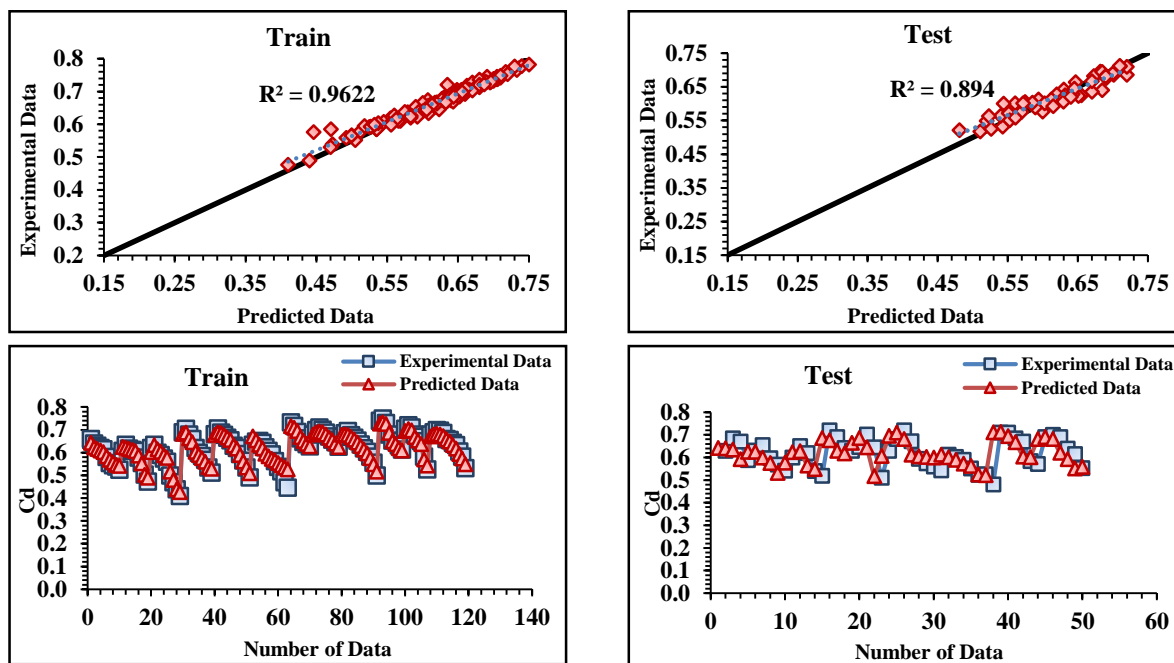 Train
R² = 0.9622
Experimental Data
0.8
0.7
0.6
0.5
0.4
0.3
0.2
0.15 0.25 0.35 0.45 0.55 0.65 0.75
Predicted Data
Test
R² = 0.894
Experimental Data
0.75
0.65
0.55
0.45
0.35
0.25
0.15
0.15 0.25 0.35 0.45 0.55 0.65 0.75
Predicted Data
Train
Experimental Data
Predicted Data
Cd
0.8
0.7
0.6
0.5
0.4
0.3
0.2
0.1
0.0
0 20 40 60 80 100 120 140
Number of Data
Test
Experimental Data
Predicted Data
Cd
0.8
0.7
0.6
0.5
0.4
0.3
0.2
0.1
0.0
0 10 20 30 40 50 60
Number of Data